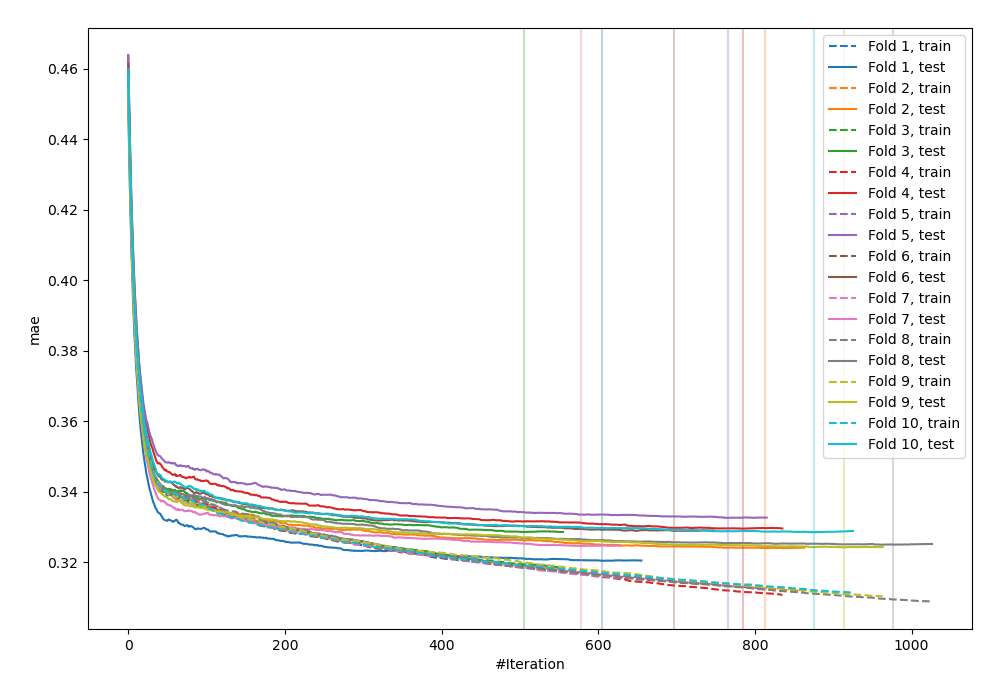 0.46
0.44
0.42
0.40
0.38
0.36
0.34
0.32
mae
0
200
400
600
800
1000
#Iteration
Fold 1, train
Fold 1, test
Fold 2, train
Fold 2, test
Fold 3, train
Fold 3, test
Fold 4, train
Fold 4, test
Fold 5, train
Fold 5, test
Fold 6, train
Fold 6, test
Fold 7, train
Fold 7, test
Fold 8, train
Fold 8, test
Fold 9, train
Fold 9, test
Fold 10, train
Fold 10, test